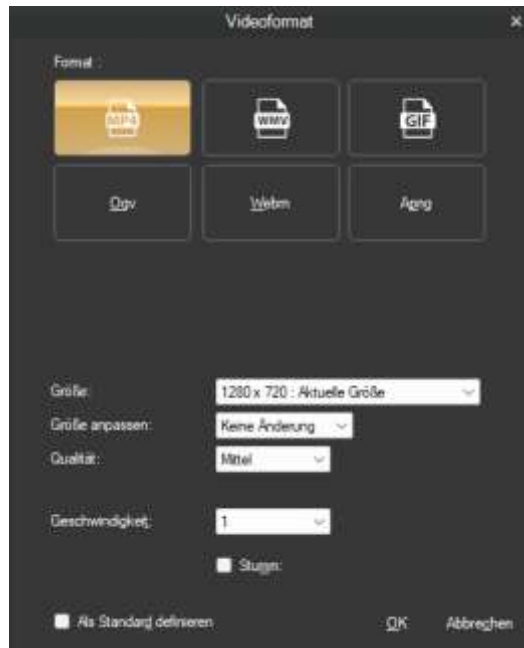 Videoformat
Format :
MP4 WMV GIF
Ogv Webm Apng
Größe: 1280 x 720 : Aktuelle Größe
Größe anpassen: Keine Änderung
Qualität: Mittel
Geschwindigkeit: 1
Stumm:
Als Standard definieren OK Abbrechen